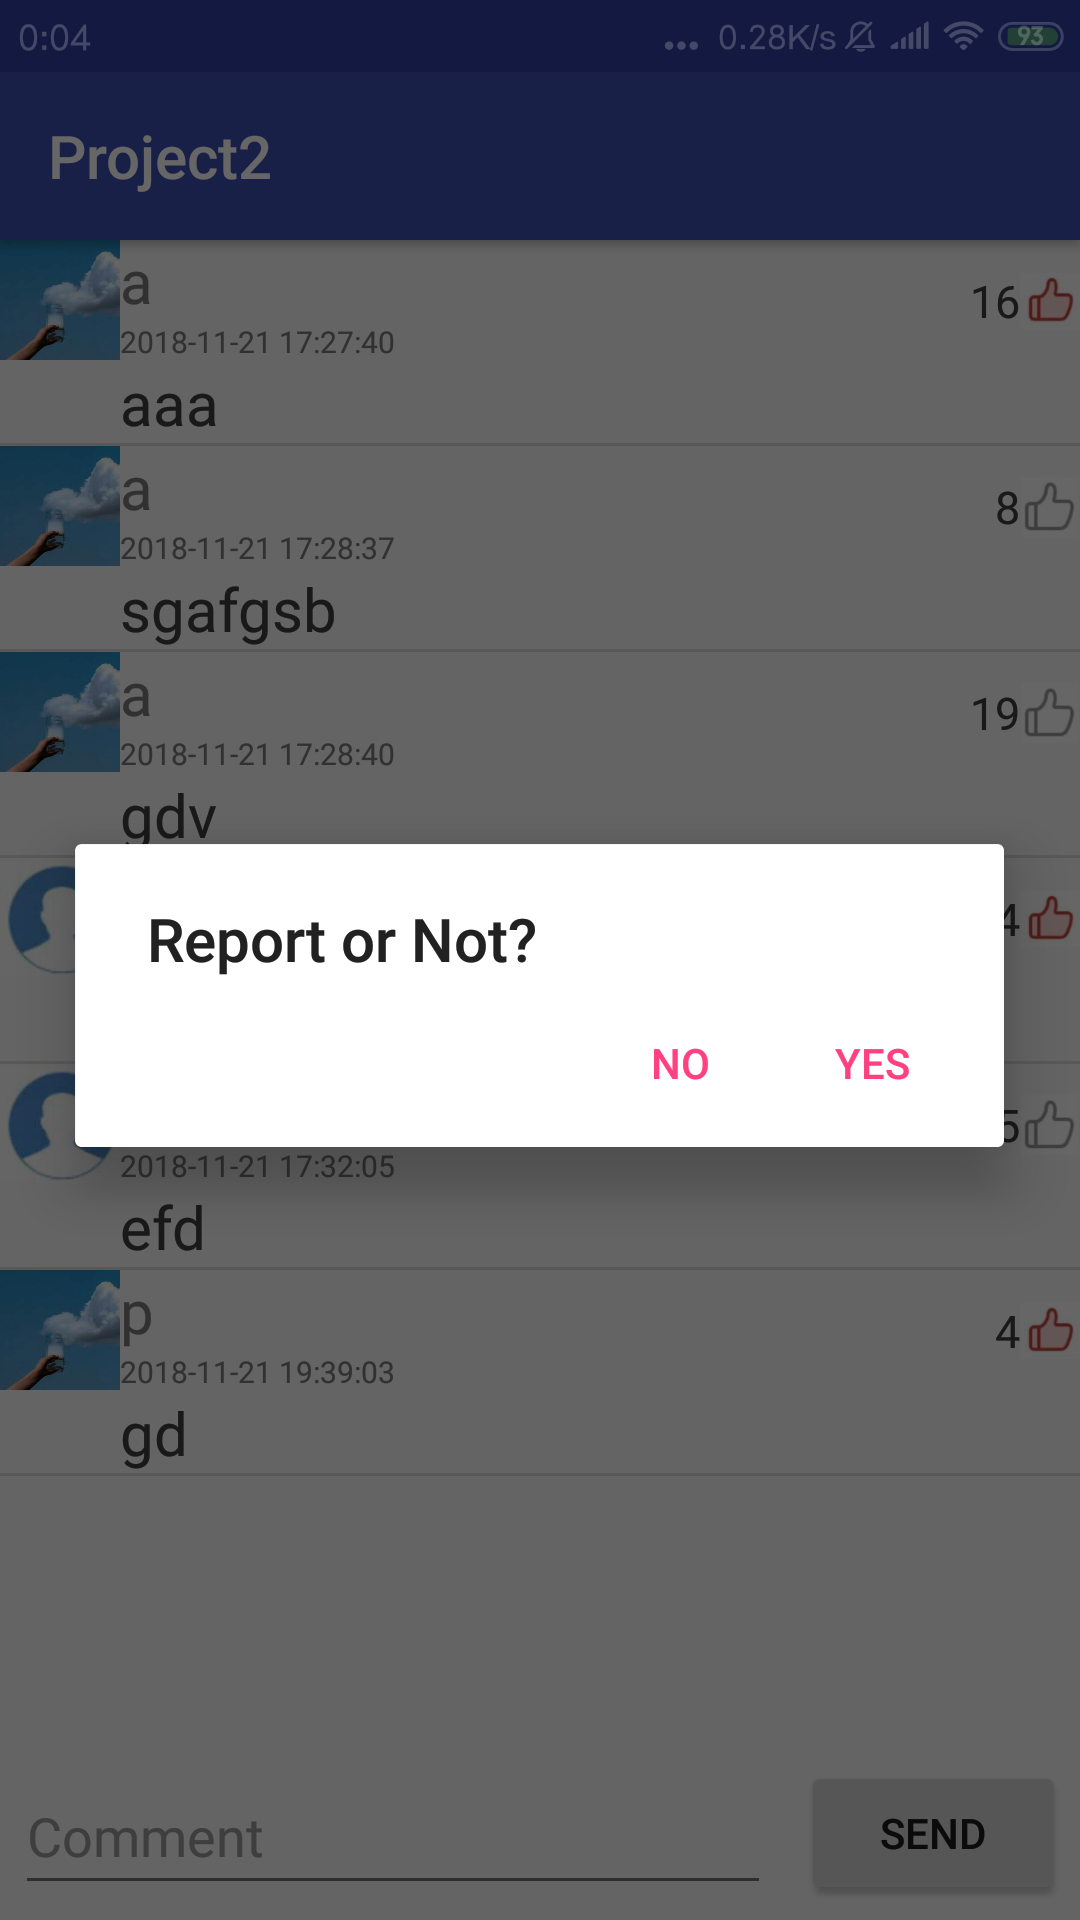 0:04 ... 0.28K/s 93
Project2
a
16
2018-11-21 17:27:40
aaa
a
8
2018-11-21 17:28:37
sgafgsb
a
19
2018-11-21 17:28:40
gdv
Report or Not?
NO YES
2018-11-21 17:32:05
efd
p
4
2018-11-21 19:39:03
gd
Comment
SEND